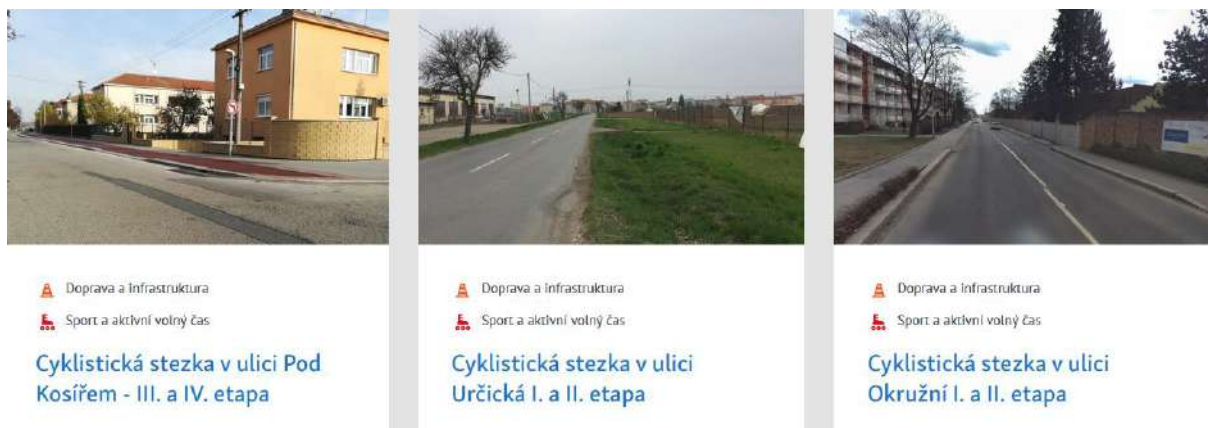 Doprava a infrastruktura
Sport a aktivní volný čas
Cyklistická stezka v ulici Pod
Kosířem - III. a IV. etapa
Doprava a infrastruktura
Sport a aktivní volný čas
Cyklistická stezka v ulici
Určická I. a II. etapa
Doprava a infrastruktura
Sport a aktivní volný čas
Cyklistická stezka v ulici
Okružní I. a II. etapa